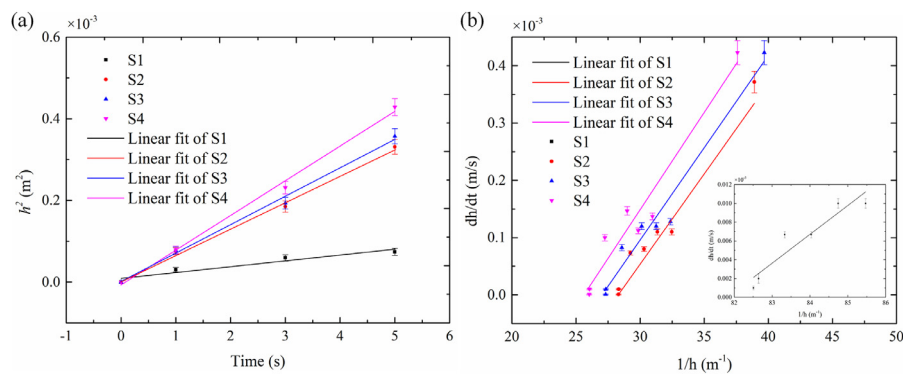 (a)
×10⁻³
0.6
0.4
0.2
0.0
h² (m²)
S1
S2
S3
S4
Linear fit of S1
Linear fit of S2
Linear fit of S3
Linear fit of S4
-1 0 1 2 3 4 5 6
Time (s)
(b)
×10⁻³
0.4
0.3
0.2
0.1
0.0
dh/dt (m/s)
Linear fit of S1
Linear fit of S2
Linear fit of S3
Linear fit of S4
S1
S2
S3
S4
20 25 30 35 40 45 50
1/h (m⁻¹)
0.012
0.010
0.008
0.006
0.004
0.002
0.000
dh/dt (m/s)
82 84 86
1/h (m⁻¹)